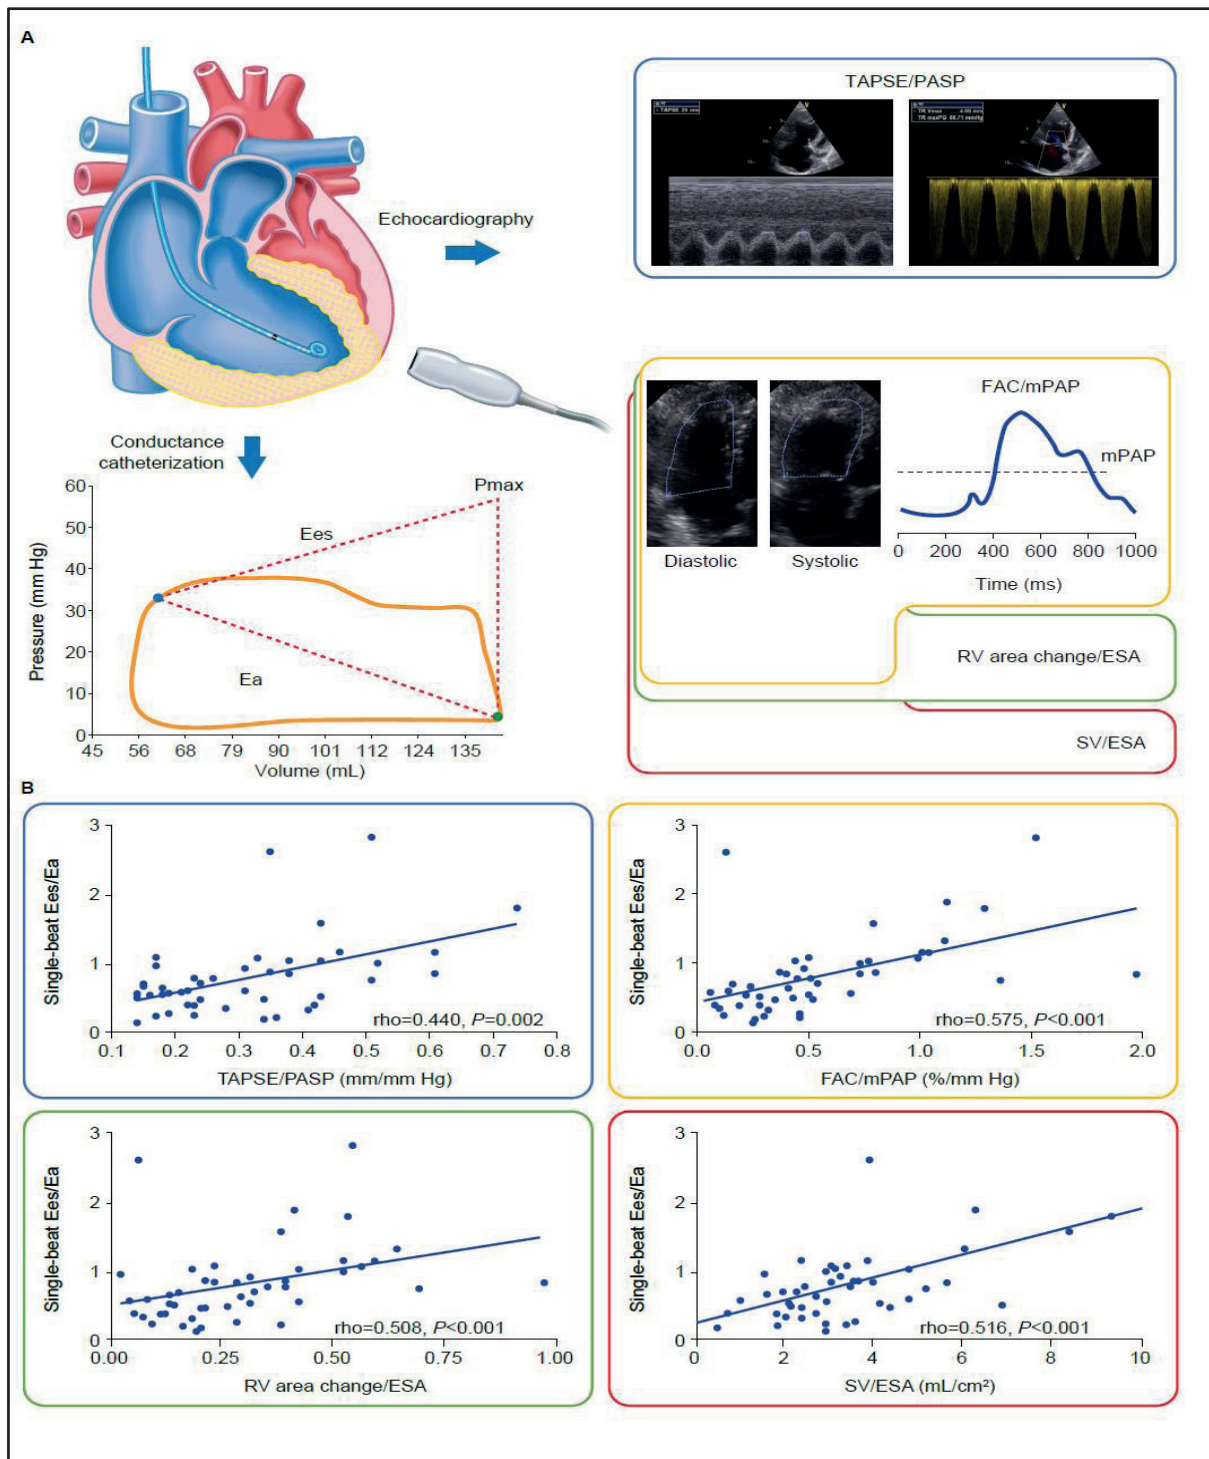 A
TAPSE/PASP
TAPSE 20 mm
TR Vmax
TR maxPG
V
V
Echocardiography
Conductance
catheterization
FAC/mPAP
mPAP
Diastolic
Systolic
0 200 400 600 800 1000
Time (ms)
RV area change/ESA
SV/ESA
Pressure (mm Hg)
60
50
40
30
20
10
0
Pmax
Ees
Ea
45 56 68 79 90 101 112 124 135
Volume (mL)
B
Single-beat Ees/Ea
3
2
1
0
rho=0.440, P=0.002
0.1 0.2 0.3 0.4 0.5 0.6 0.7 0.8
TAPSE/PASP (mm/mm Hg)
Single-beat Ees/Ea
3
2
1
0
rho=0.575, P<0.001
0.0 0.5 1.0 1.5 2.0
FAC/mPAP (%/mm Hg)
Single-beat Ees/Ea
3
2
1
0
rho=0.508, P<0.001
0.00 0.25 0.50 0.75 1.00
RV area change/ESA
Single-beat Ees/Ea
3
2
1
0
rho=0.516, P<0.001
0 2 4 6 8 10
SV/ESA (mL/cm²)